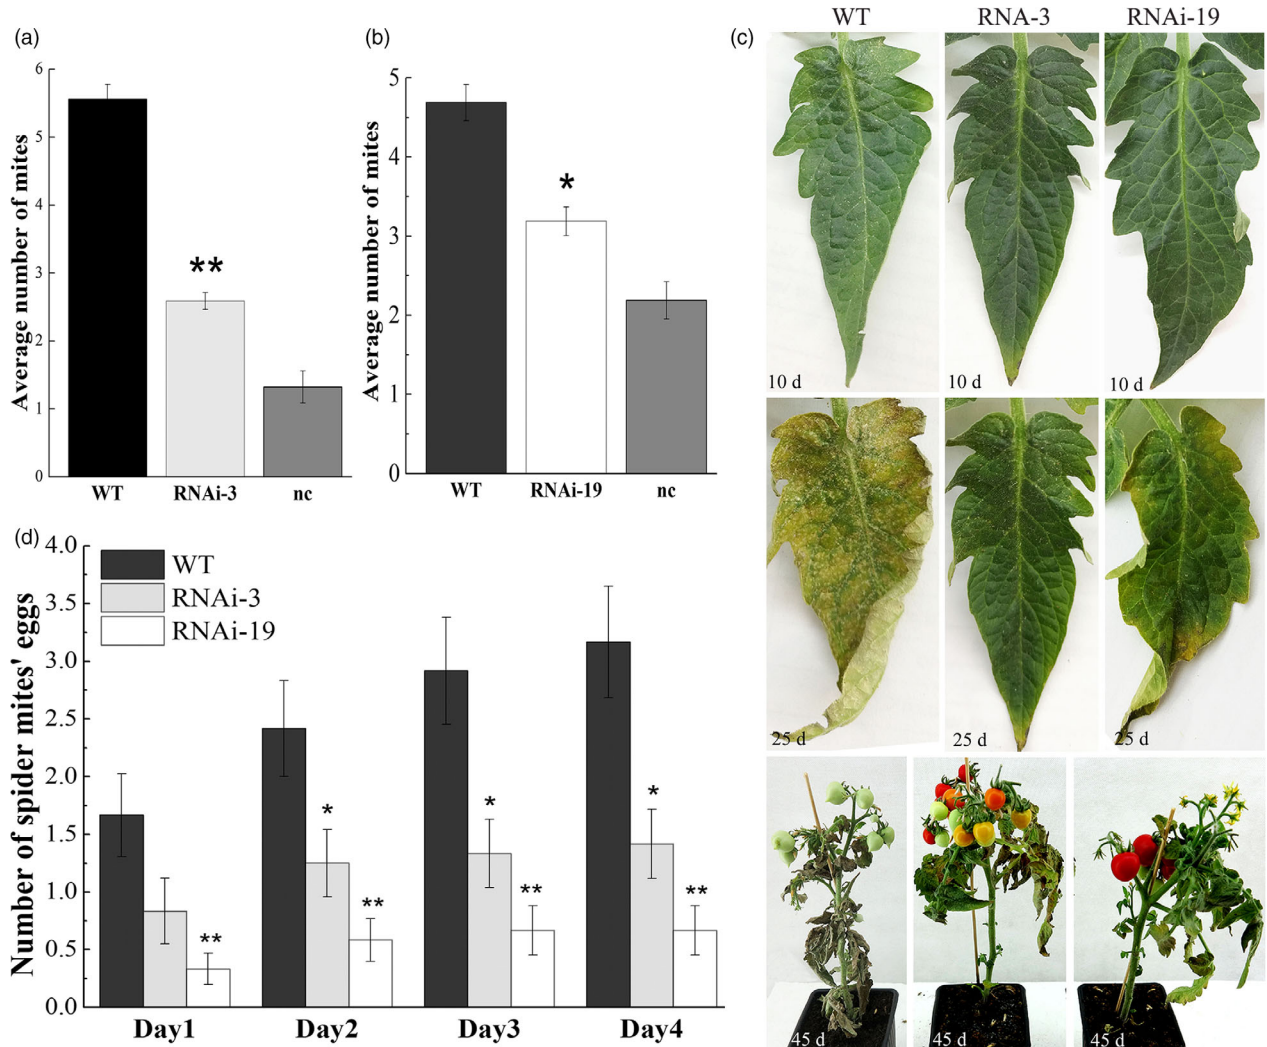 (a)
Average number of mites
6
5
4
3
2
1
0
**
WT RNAi-3 nc
(b)
Average number of mites
5
4
3
2
1
0
*
WT RNAi-19 nc
(c)
WT RNA-3 RNAi-19
10 d 10 d 10 d
25 d 25 d 25 d
45 d 45 d 45 d
(d)
Number of spider mites' eggs
4.0
3.5
3.0
2.5
2.0
1.5
1.0
0.5
0.0
WT
RNAi-3
RNAi-19
** * ** * ** * **
Day1 Day2 Day3 Day4